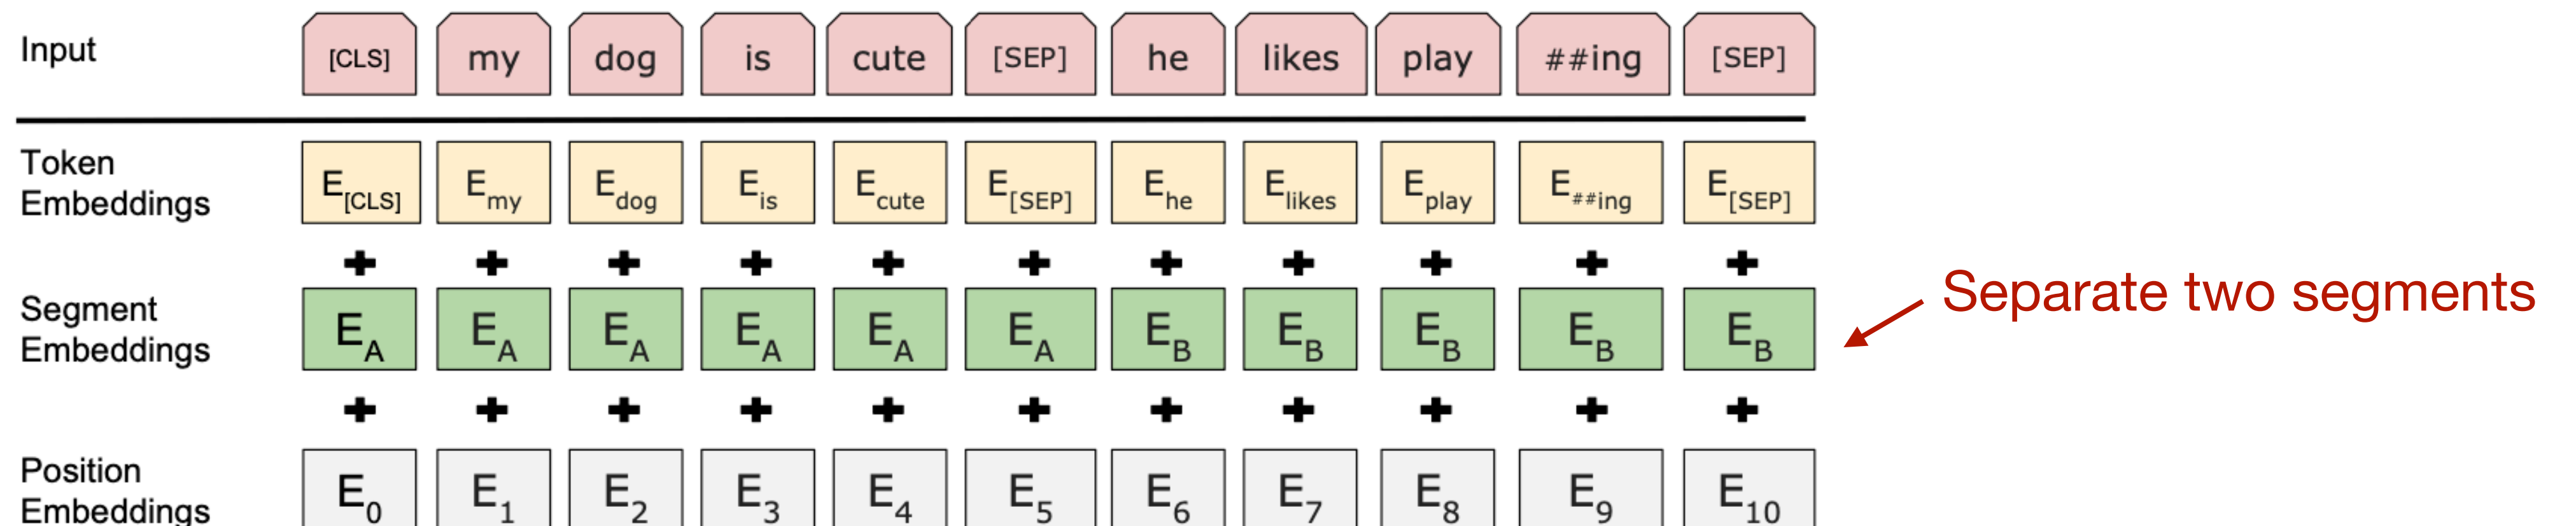 Input [CLS] my dog is cute [SEP] he likes play ##ing [SEP]
Token Embeddings E[CLS] Emy Edog Eis Ecute E[SEP] Ehe Elikes Eplay E##ing E[SEP]
+ + + + + + + + + + +
Segment Embeddings EA EA EA EA EA EA EB EB EB EB EB Separate two segments
+ + + + + + + + + + +
Position Embeddings E0 E1 E2 E3 E4 E5 E6 E7 E8 E9 E10